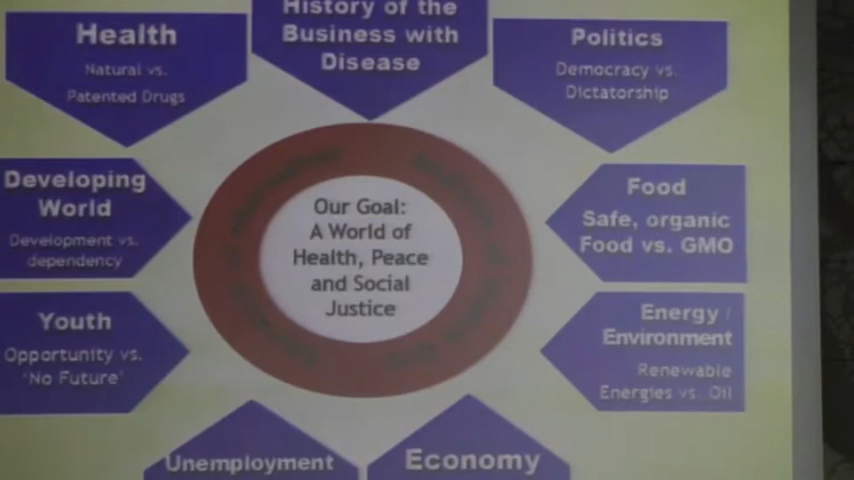 Health
Natural vs.
Patented Drugs
History of the
Business with
Disease
Politics
Democracy vs.
Dictatorship
Developing
World
Development vs.
dependency
Our Goal:
A World of
Health, Peace
and Social
Justice
Food
Safe, organic
Food vs. GMO
Youth
Opportunity vs.
'No Future'
Energy /
Environment
Renewable
Energies vs. Oil
Unemployment
Economy